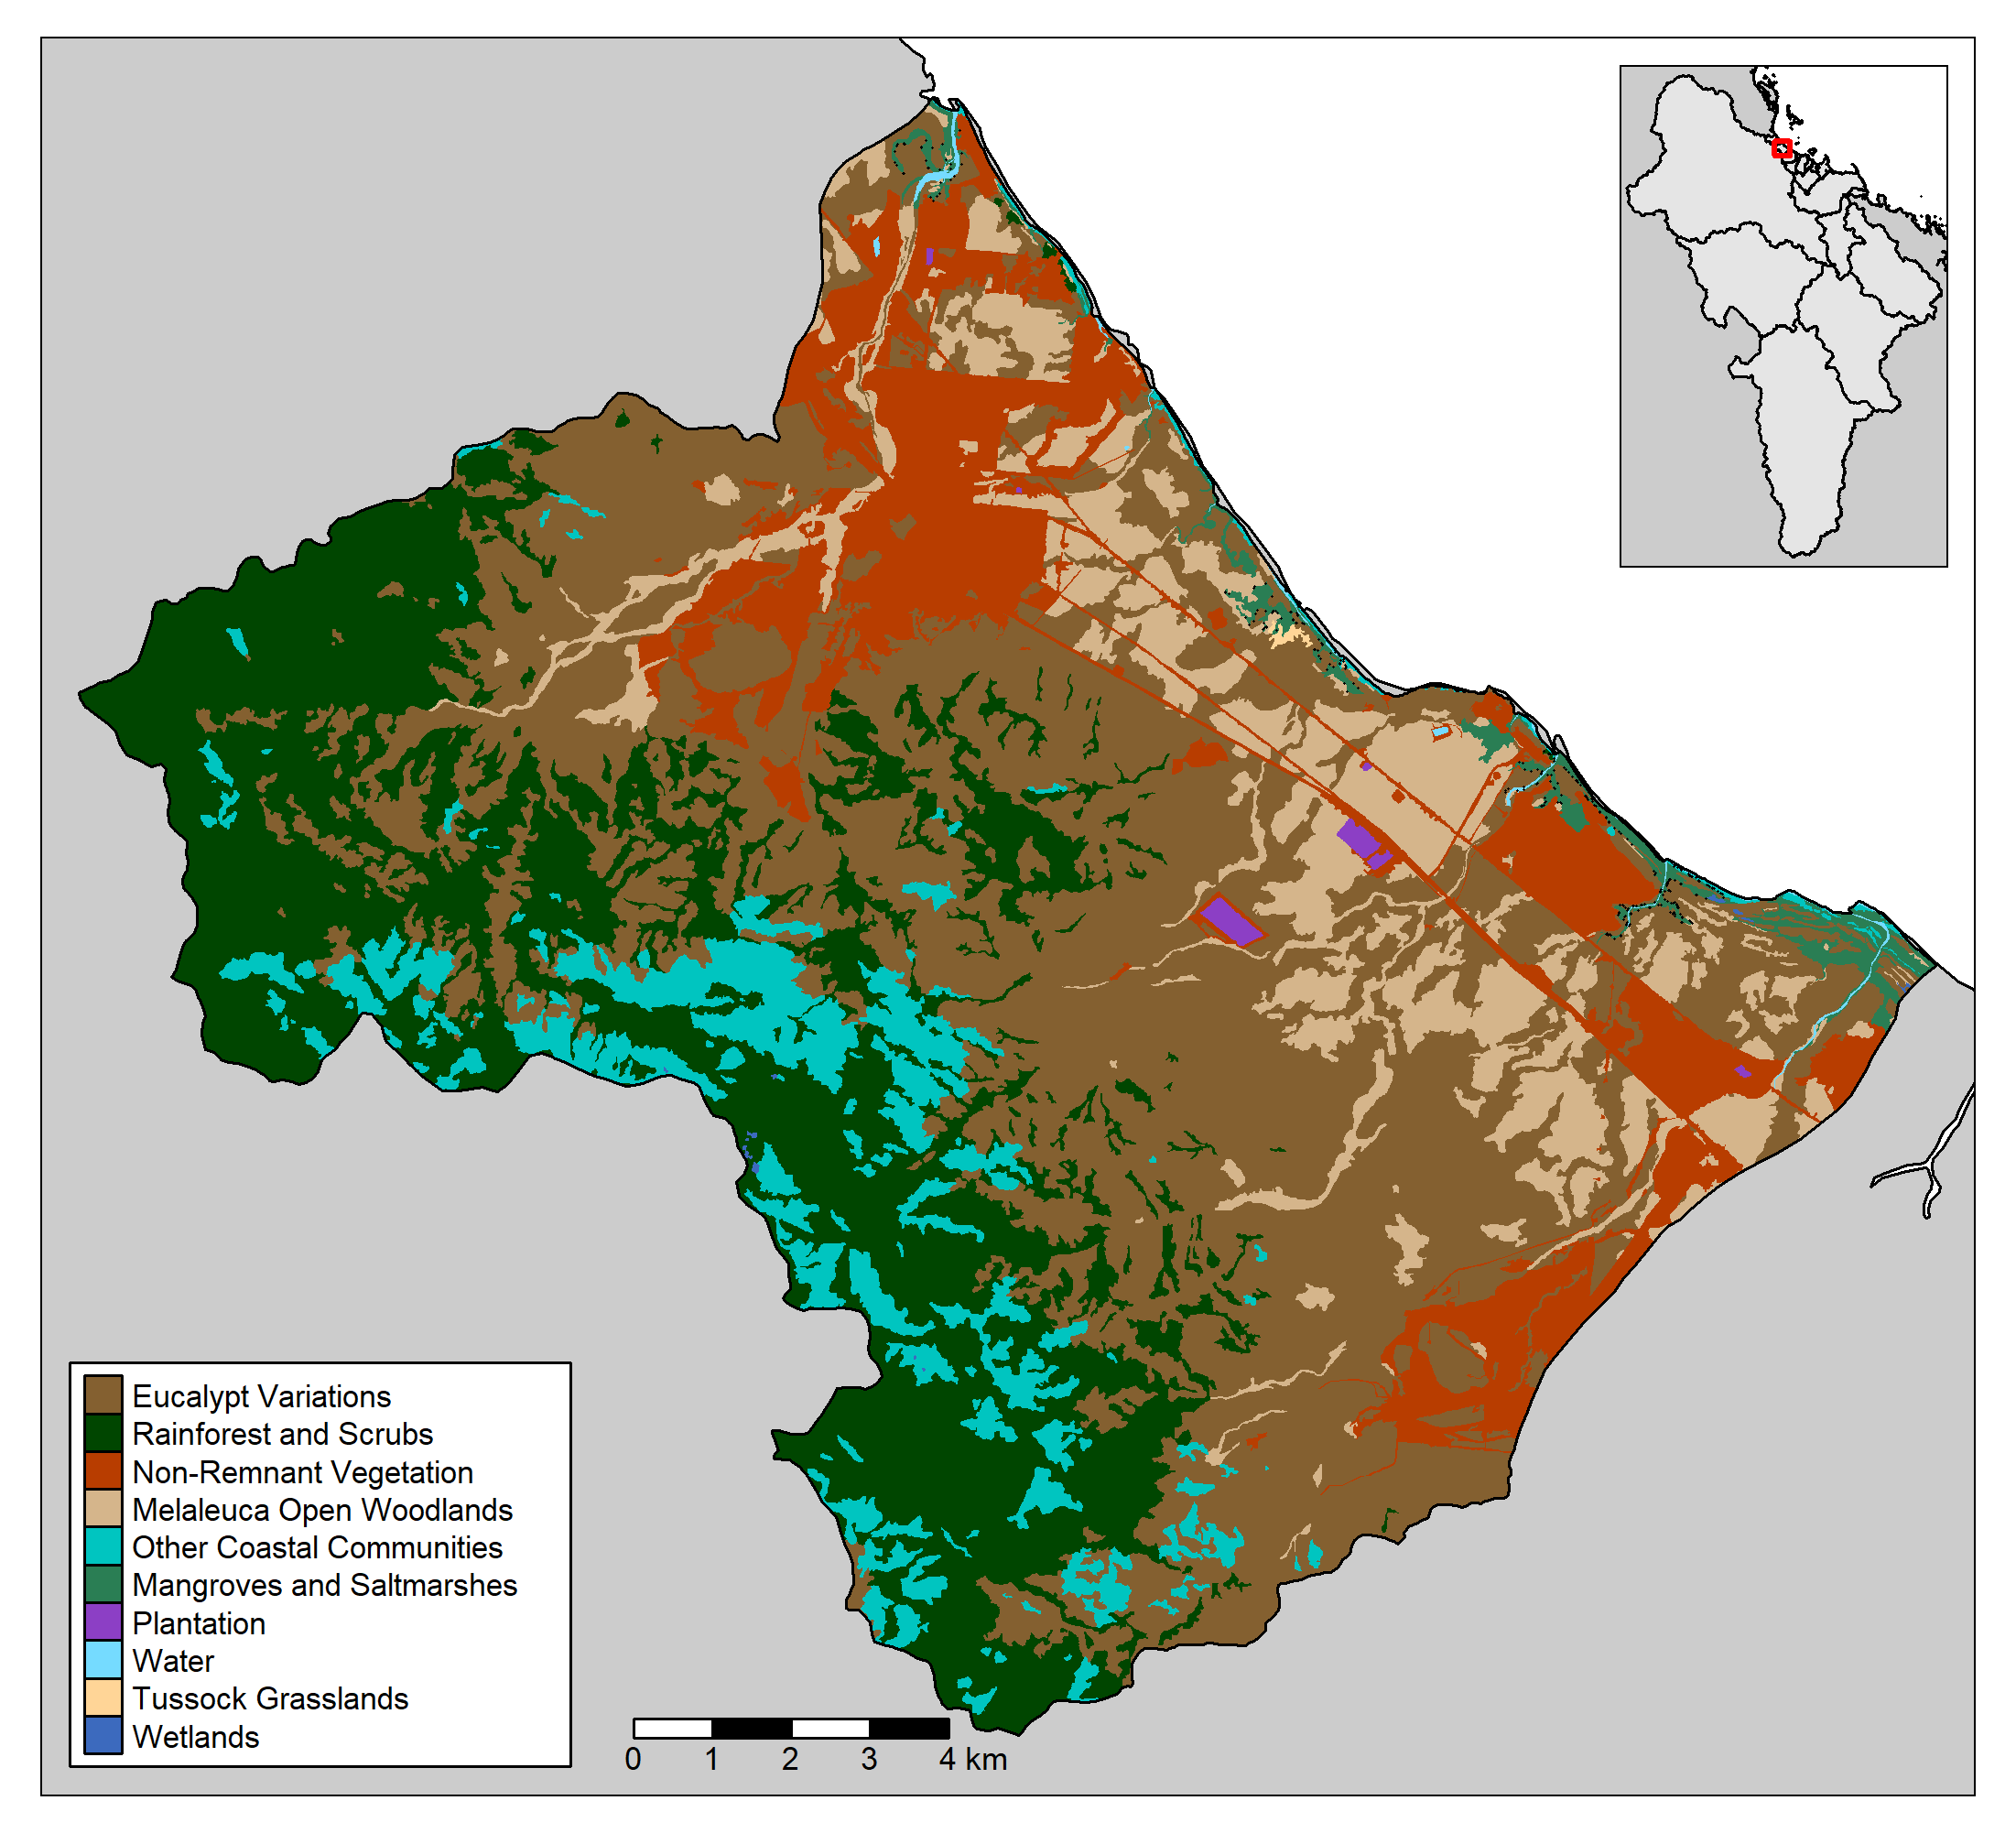 Eucalypt Variations
Rainforest and Scrubs
Non-Remnant Vegetation
Melaleuca Open Woodlands
Other Coastal Communities
Mangroves and Saltmarshes
Plantation
Water
Tussock Grasslands
Wetlands
0 1 2 3 4 km